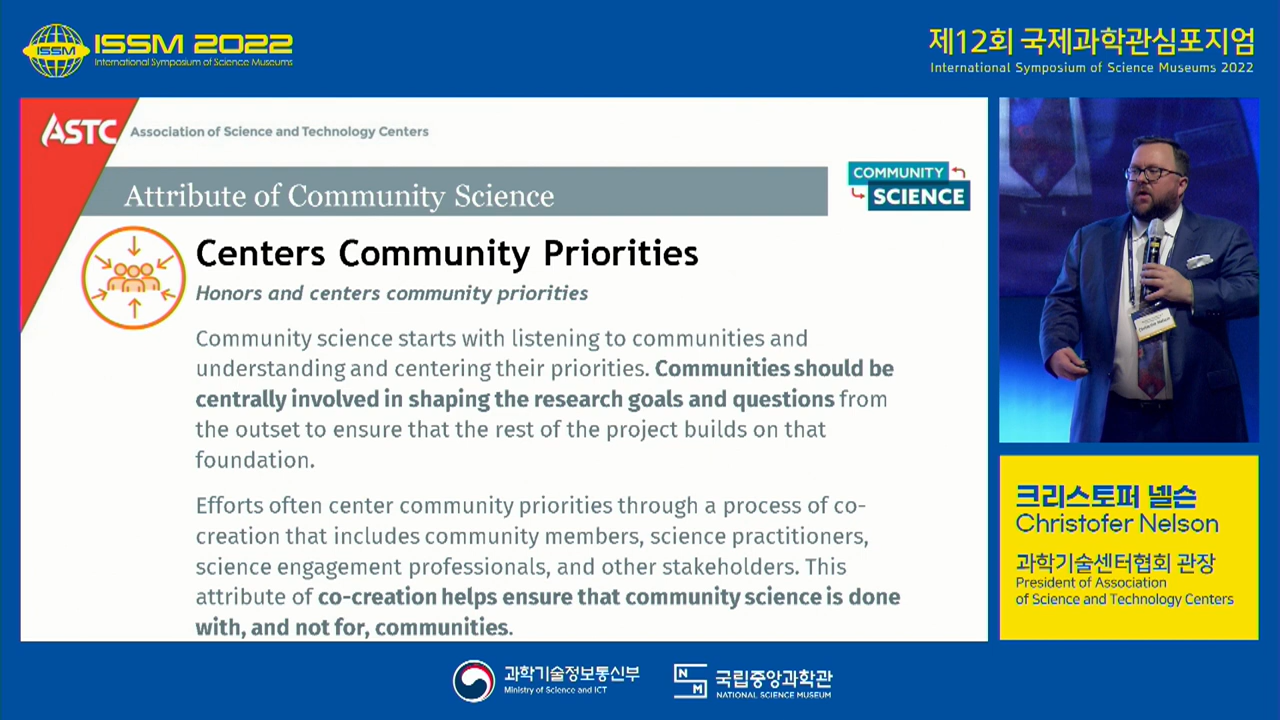 ISSM
ISSM 2022
International Symposium of Science Museums
제12회 국제과학관심포지엄
International Symposium of Science Museums 2022
ASTC
Association of Science and Technology Centers
Attribute of Community Science
COMMUNITY
SCIENCE
Centers Community Priorities
Honors and centers community priorities
Community science starts with listening to communities and
understanding and centering their priorities. Communities should be
centrally involved in shaping the research goals and questions from
the outset to ensure that the rest of the project builds on that
foundation.
Efforts often center community priorities through a process of co-
creation that includes community members, science practitioners,
science engagement professionals, and other stakeholders. This
attribute of co-creation helps ensure that community science is done
with, and not for, communities.
Christofer Nelson
크리스토퍼 넬슨
Christofer Nelson
과학기술센터협회 관장
President of Association
of Science and Technology Centers
과학기술정보통신부
Ministry of Science and ICT
N
SM
국립중앙과학관
NATIONAL SCIENCE MUSEUM